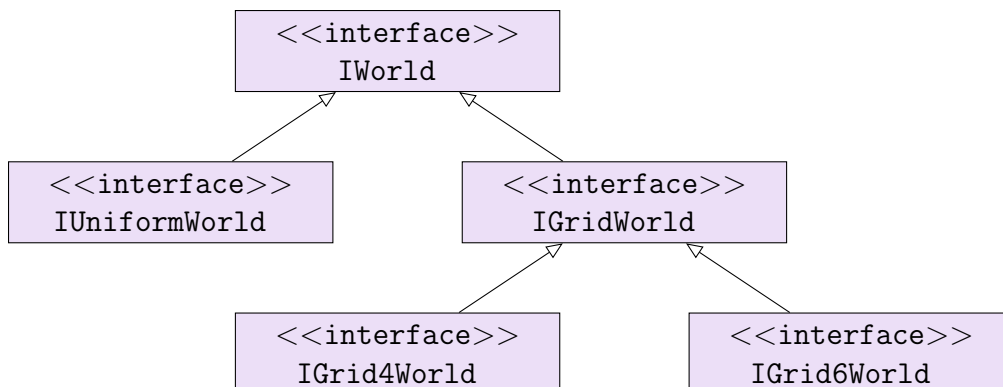 <<interface>>
IWorld
<<interface>>
IUniformWorld
<<interface>>
IGridWorld
<<interface>>
IGrid4World
<<interface>>
IGrid6World